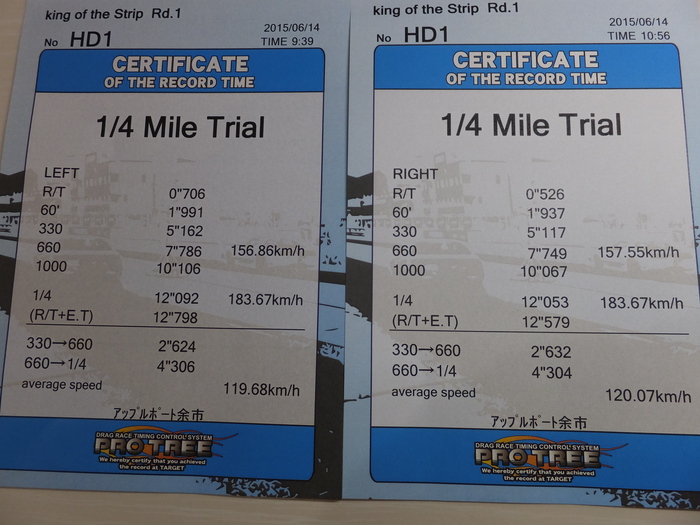 king of the Strip Rd.1
2015/06/14
No HD1 TIME 9:39
CERTIFICATE
OF THE RECORD TIME
1/4 Mile Trial
LEFT
R/T 0"706
60' 1"991
330 5"162
660 7"786 156.86km/h
1000 10"106
1/4 12"092 183.67km/h
(R/T+E.T) 12"798
330→660 2"624
660→1/4 4"306
average speed 119.68km/h
アップルポート余市
DRAG RACE TIMING CONTROL SYSTEM
PRO TREE
We hereby certify that you achieved
the record at TARGET
king of the Strip Rd.1
2015/06/14
No HD1 TIME 10:56
CERTIFICATE
OF THE RECORD TIME
1/4 Mile Trial
RIGHT
R/T 0"526
60' 1"937
330 5"117
660 7"749 157.55km/h
1000 10"067
1/4 12"053 183.67km/h
(R/T+E.T) 12"579
330→660 2"632
660→1/4 4"304
average speed 120.07km/h
アップルポート余市
DRAG RACE TIMING CONTROL SYSTEM
PRO TREE
We hereby certify that you achieved
the record at TARGET